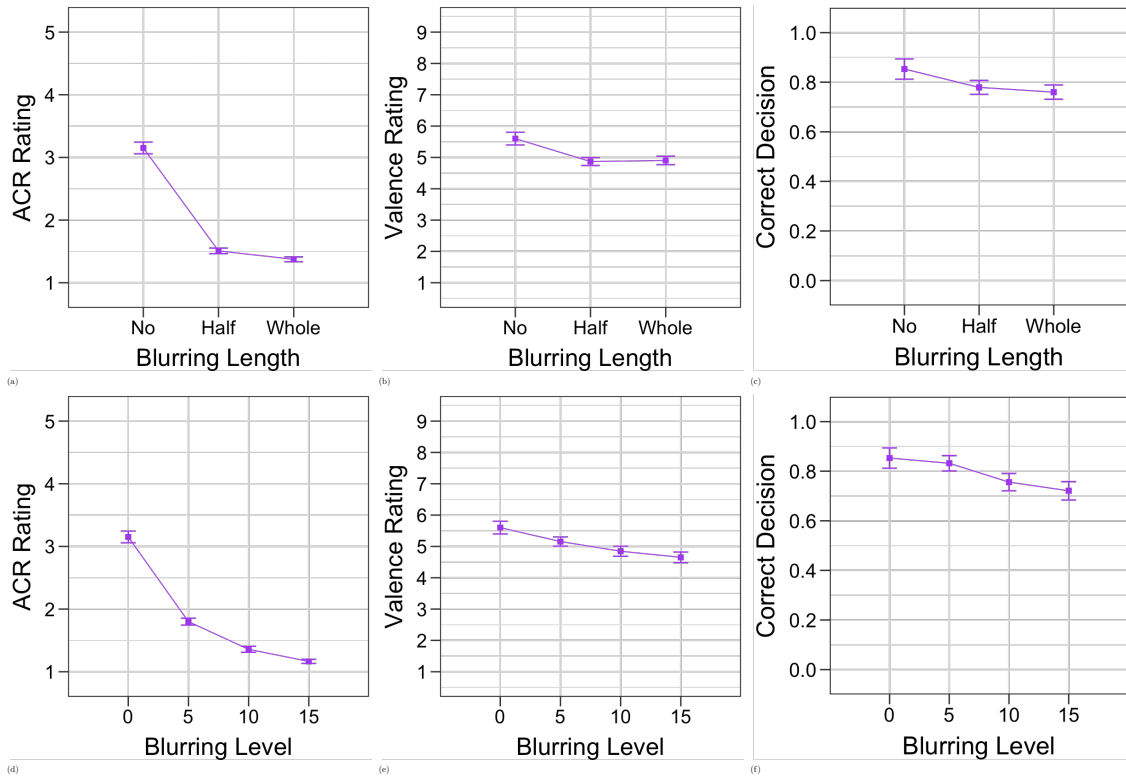 ACR Rating
5
4
3
2
1
No Half Whole
Blurring Length
(a)
Valence Rating
9
8
7
6
5
4
3
2
1
No Half Whole
Blurring Length
(b)
Correct Decision
1.0
0.8
0.6
0.4
0.2
0.0
No Half Whole
Blurring Length
(c)
ACR Rating
5
4
3
2
1
0 5 10 15
Blurring Level
(d)
Valence Rating
9
8
7
6
5
4
3
2
1
0 5 10 15
Blurring Level
(e)
Correct Decision
1.0
0.8
0.6
0.4
0.2
0.0
0 5 10 15
Blurring Level
(f)